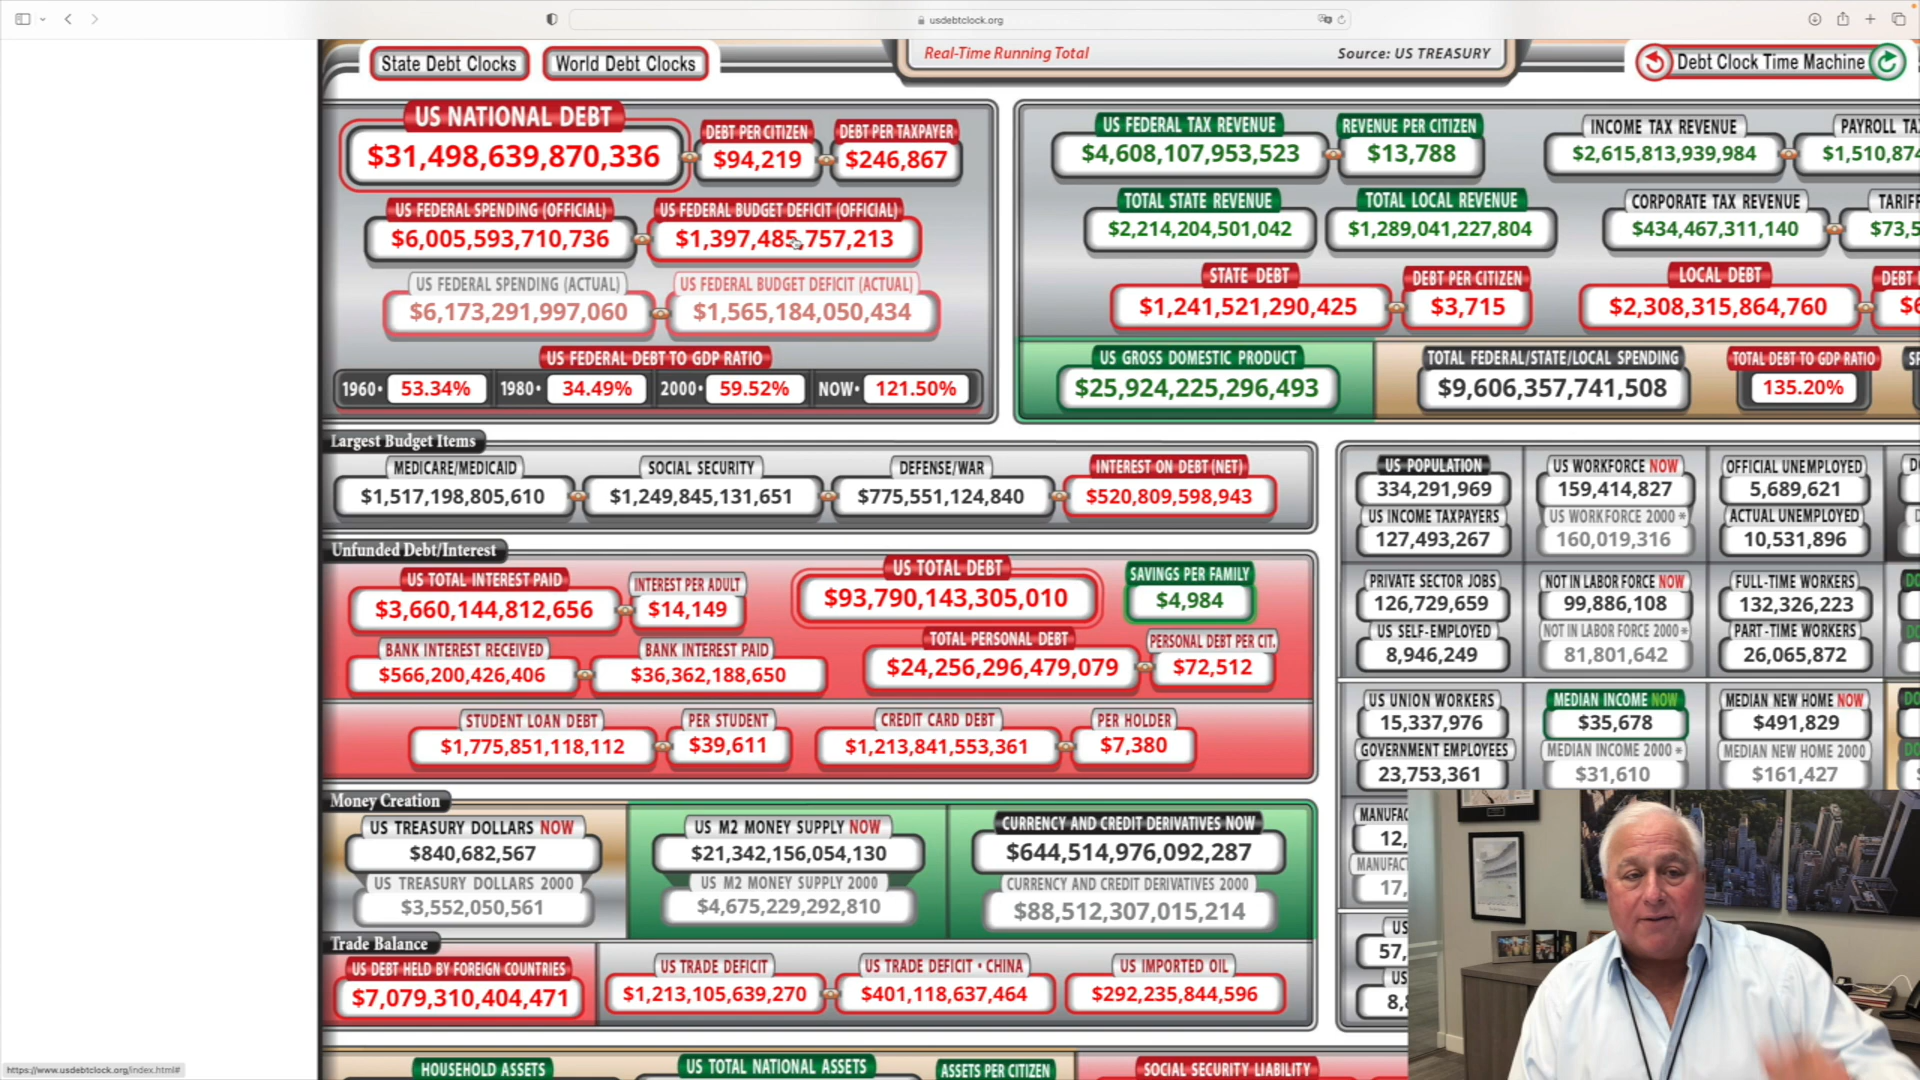 usdebtclock.org
State Debt Clocks
World Debt Clocks
Real-Time Running Total
Source: US TREASURY
Debt Clock Time Machine
US NATIONAL DEBT
$31,498,639,870,336
DEBT PER CITIZEN
$94,219
DEBT PER TAXPAYER
$246,867
US FEDERAL SPENDING (OFFICIAL)
$6,005,593,710,736
US FEDERAL BUDGET DEFICIT (OFFICIAL)
$1,397,485,757,213
US FEDERAL SPENDING (ACTUAL)
$6,173,291,997,060
US FEDERAL BUDGET DEFICIT (ACTUAL)
$1,565,184,050,434
US FEDERAL DEBT TO GDP RATIO
1960• 53.34% 1980• 34.49% 2000• 59.52% NOW• 121.50%
US FEDERAL TAX REVENUE
$4,608,107,953,523
REVENUE PER CITIZEN
$13,788
INCOME TAX REVENUE
$2,615,813,939,984
PAYROLL TA
$1,510,874
TOTAL STATE REVENUE
$2,214,204,501,042
TOTAL LOCAL REVENUE
$1,289,041,227,804
CORPORATE TAX REVENUE
$434,467,311,140
TARIFF
$73,5
STATE DEBT
$1,241,521,290,425
DEBT PER CITIZEN
$3,715
LOCAL DEBT
$2,308,315,864,760
DEBT
US GROSS DOMESTIC PRODUCT
$25,924,225,296,493
TOTAL FEDERAL/STATE/LOCAL SPENDING
$9,606,357,741,508
TOTAL DEBT TO GDP RATIO
135.20%
Largest Budget Items
MEDICARE/MEDICAID
$1,517,198,805,610
SOCIAL SECURITY
$1,249,845,131,651
DEFENSE/WAR
$775,551,124,840
INTEREST ON DEBT (NET)
$520,809,598,943
Unfunded Debt/Interest
US TOTAL INTEREST PAID
$3,660,144,812,656
INTEREST PER ADULT
$14,149
US TOTAL DEBT
$93,790,143,305,010
SAVINGS PER FAMILY
$4,984
BANK INTEREST RECEIVED
$566,200,426,406
BANK INTEREST PAID
$36,362,188,650
TOTAL PERSONAL DEBT
$24,256,296,479,079
PERSONAL DEBT PER CIT.
$72,512
STUDENT LOAN DEBT
$1,775,851,118,112
PER STUDENT
$39,611
CREDIT CARD DEBT
$1,213,841,553,361
PER HOLDER
$7,380
Money Creation
US TREASURY DOLLARS NOW
$840,682,567
US TREASURY DOLLARS 2000
$3,552,050,561
US M2 MONEY SUPPLY NOW
$21,342,156,054,130
US M2 MONEY SUPPLY 2000
$4,675,229,292,810
CURRENCY AND CREDIT DERIVATIVES NOW
$644,514,976,092,287
CURRENCY AND CREDIT DERIVATIVES 2000
$88,512,307,015,214
Trade Balance
US DEBT HELD BY FOREIGN COUNTRIES
$7,079,310,404,471
US TRADE DEFICIT
$1,213,105,639,270
US TRADE DEFICIT • CHINA
$401,118,637,464
US IMPORTED OIL
$292,235,844,596
US POPULATION
334,291,969
US INCOME TAXPAYERS
127,493,267
US WORKFORCE NOW
159,414,827
US WORKFORCE 2000 *
160,019,316
OFFICIAL UNEMPLOYED
5,689,621
ACTUAL UNEMPLOYED
10,531,896
PRIVATE SECTOR JOBS
126,729,659
US SELF-EMPLOYED
8,946,249
NOT IN LABOR FORCE NOW
99,886,108
NOT IN LABOR FORCE 2000*
81,801,642
FULL-TIME WORKERS
132,326,223
PART-TIME WORKERS
26,065,872
US UNION WORKERS
15,337,976
GOVERNMENT EMPLOYEES
23,753,361
MEDIAN INCOME NOW
$35,678
MEDIAN INCOME 2000 *
$31,610
MEDIAN NEW HOME NOW
$491,829
MEDIAN NEW HOME 2000
$161,427
MANUFAC
12,
MANUFACT
17,
US
57,
US
8,8
HOUSEHOLD ASSETS
US TOTAL NATIONAL ASSETS
ASSETS PER CITIZEN
SOCIAL SECURITY LIABILITY
https://www.usdebtclock.org/index.html#